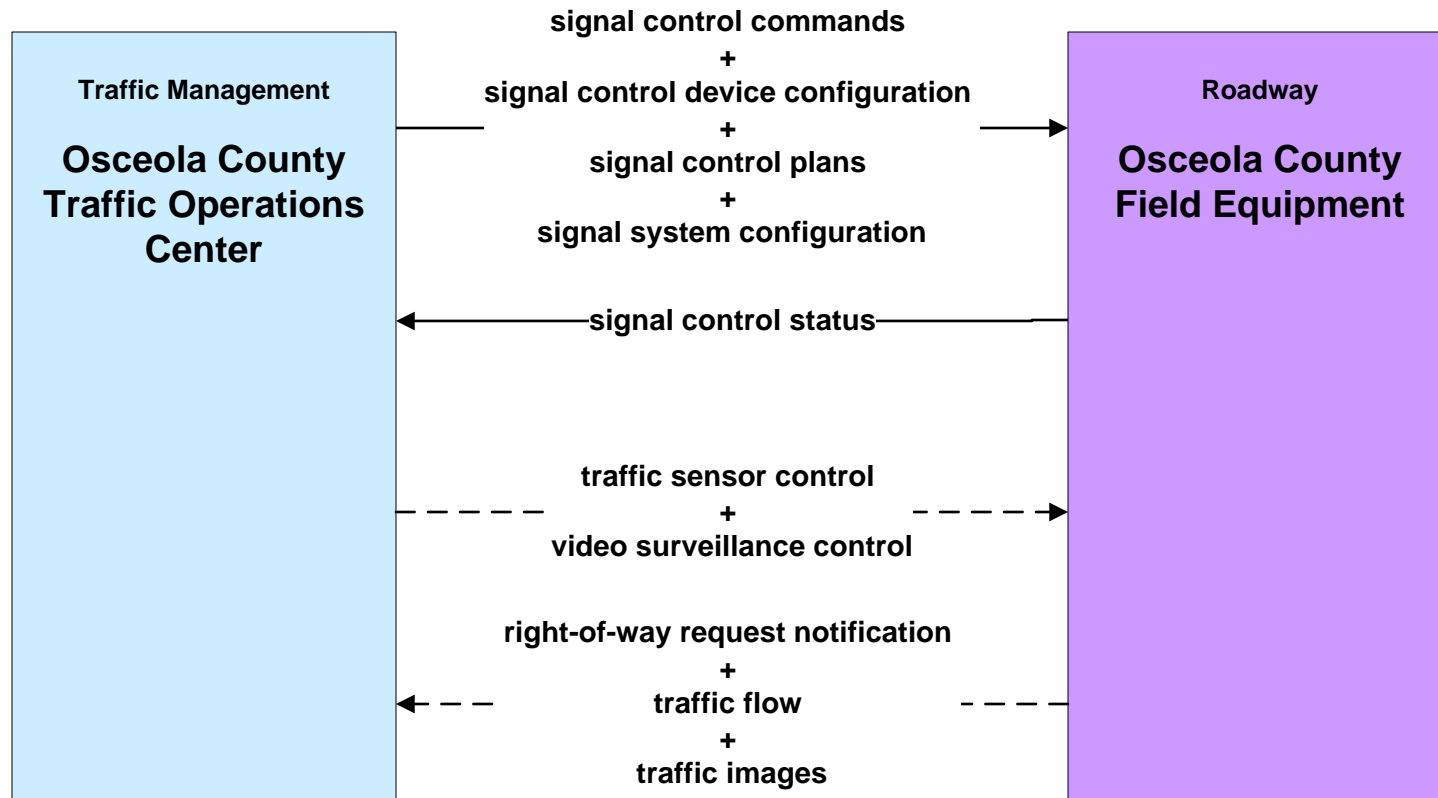 Traffic Management
Osceola County
Traffic Operations
Center
signal control commands
+
signal control device configuration
+
signal control plans
+
signal system configuration
signal control status
traffic sensor control
+
video surveillance control
right-of-way request notification
+
traffic flow
+
traffic images
Roadway
Osceola County
Field Equipment